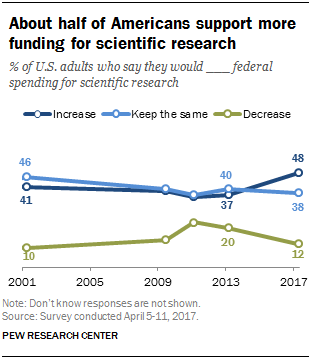 About half of Americans support more
funding for scientific research
% of U.S. adults who say they would ___ federal
spending for scientific research
Increase Keep the same Decrease
46
41
10
40
37
20
48
38
12
2001 2005 2009 2013 2017
Note: Don't know responses are not shown.
Source: Survey conducted April 5-11, 2017.
PEW RESEARCH CENTER